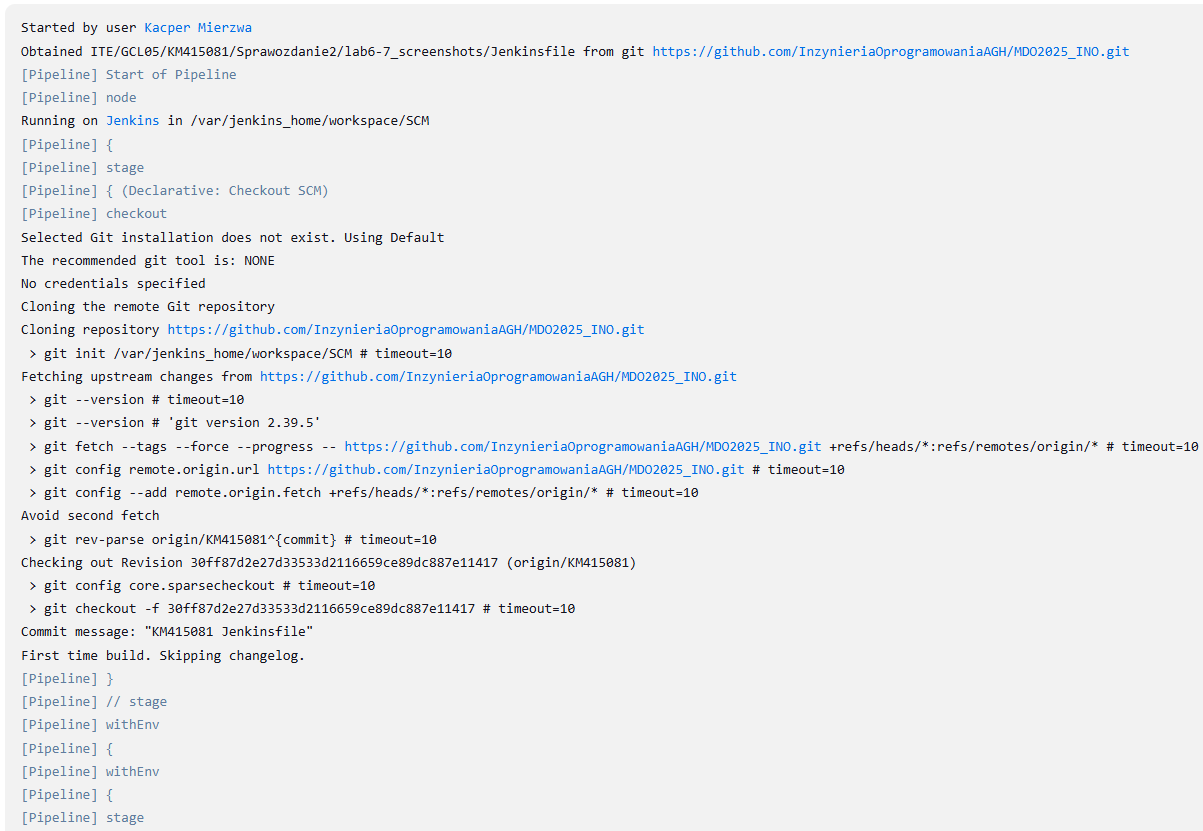 Started by user Kacper Mierzwa
Obtained ITE/GCL05/KM415081/Sprawozdanie2/lab6-7_screenshots/Jenkinsfile from git https://github.com/InzynieriaOprogramowaniaAGH/MDO2025_INO.git
[Pipeline] Start of Pipeline
[Pipeline] node
Running on Jenkins in /var/jenkins_home/workspace/SCM
[Pipeline] {
[Pipeline] stage
[Pipeline] { (Declarative: Checkout SCM)
[Pipeline] checkout
Selected Git installation does not exist. Using Default
The recommended git tool is: NONE
No credentials specified
Cloning the remote Git repository
Cloning repository https://github.com/InzynieriaOprogramowaniaAGH/MDO2025_INO.git
 > git init /var/jenkins_home/workspace/SCM # timeout=10
Fetching upstream changes from https://github.com/InzynieriaOprogramowaniaAGH/MDO2025_INO.git
 > git --version # timeout=10
 > git --version # 'git version 2.39.5'
 > git fetch --tags --force --progress -- https://github.com/InzynieriaOprogramowaniaAGH/MDO2025_INO.git +refs/heads/*:refs/remotes/origin/* # timeout=10
 > git config remote.origin.url https://github.com/InzynieriaOprogramowaniaAGH/MDO2025_INO.git # timeout=10
 > git config --add remote.origin.fetch +refs/heads/*:refs/remotes/origin/* # timeout=10
Avoid second fetch
 > git rev-parse origin/KM415081^{commit} # timeout=10
Checking out Revision 30ff87d2e27d33533d2116659ce89dc887e11417 (origin/KM415081)
 > git config core.sparsecheckout # timeout=10
 > git checkout -f 30ff87d2e27d33533d2116659ce89dc887e11417 # timeout=10
Commit message: "KM415081 Jenkinsfile"
First time build. Skipping changelog.
[Pipeline] }
[Pipeline] // stage
[Pipeline] withEnv
[Pipeline] {
[Pipeline] withEnv
[Pipeline] {
[Pipeline] stage